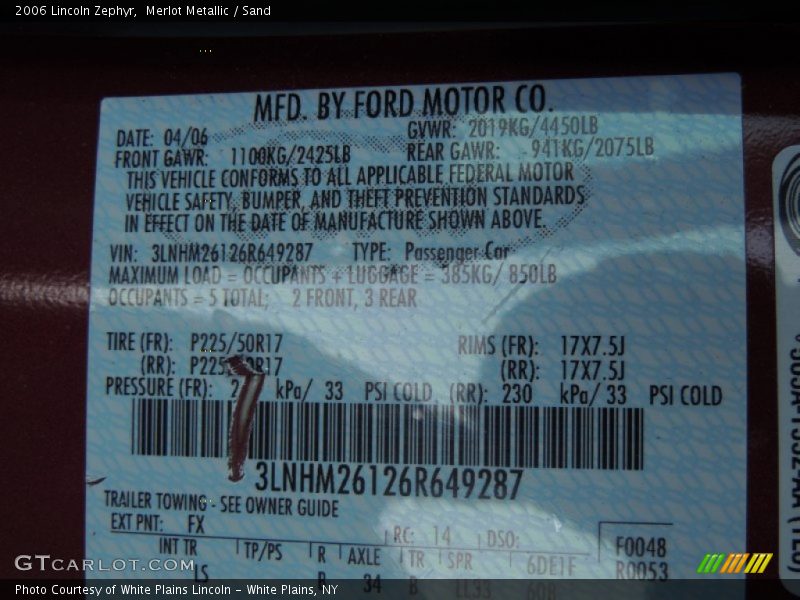 2006 Lincoln Zephyr, Merlot Metallic / Sand
MFD. BY FORD MOTOR CO.
DATE: 04/06 GVWR: 2019KG/4450LB
FRONT GAWR: 1100KG/2425LB REAR GAWR: 941KG/2075LB
THIS VEHICLE CONFORMS TO ALL APPLICABLE FEDERAL MOTOR
VEHICLE SAFETY, BUMPER, AND THEFT PREVENTION STANDARDS
IN EFFECT ON THE DATE OF MANUFACTURE SHOWN ABOVE.
VIN: 3LNHM26126R649287 TYPE: Passenger Car
MAXIMUM LOAD = OCCUPANTS + LUGGAGE = 385KG/ 850LB
OCCUPANTS = 5 TOTAL; 2 FRONT, 3 REAR
TIRE (FR): P225/50R17 RIMS (FR): 17X7.5J
(RR): (RR): 17X7.5J
PRESSURE (FR): kPa/ 33 PSI COLD (RR): 230 kPa/ 33 PSI COLD
3LNHM26126R649287
TRAILER TOWING - SEE OWNER GUIDE
EXT PNT: FX RC: 14 DSO: F0048
INT TR TP/PS R AXLE TR SPR 6DE1F R0053
LS 34 B
GTCARLOT.COM
Photo Courtesy of White Plains Lincoln - White Plains, NY